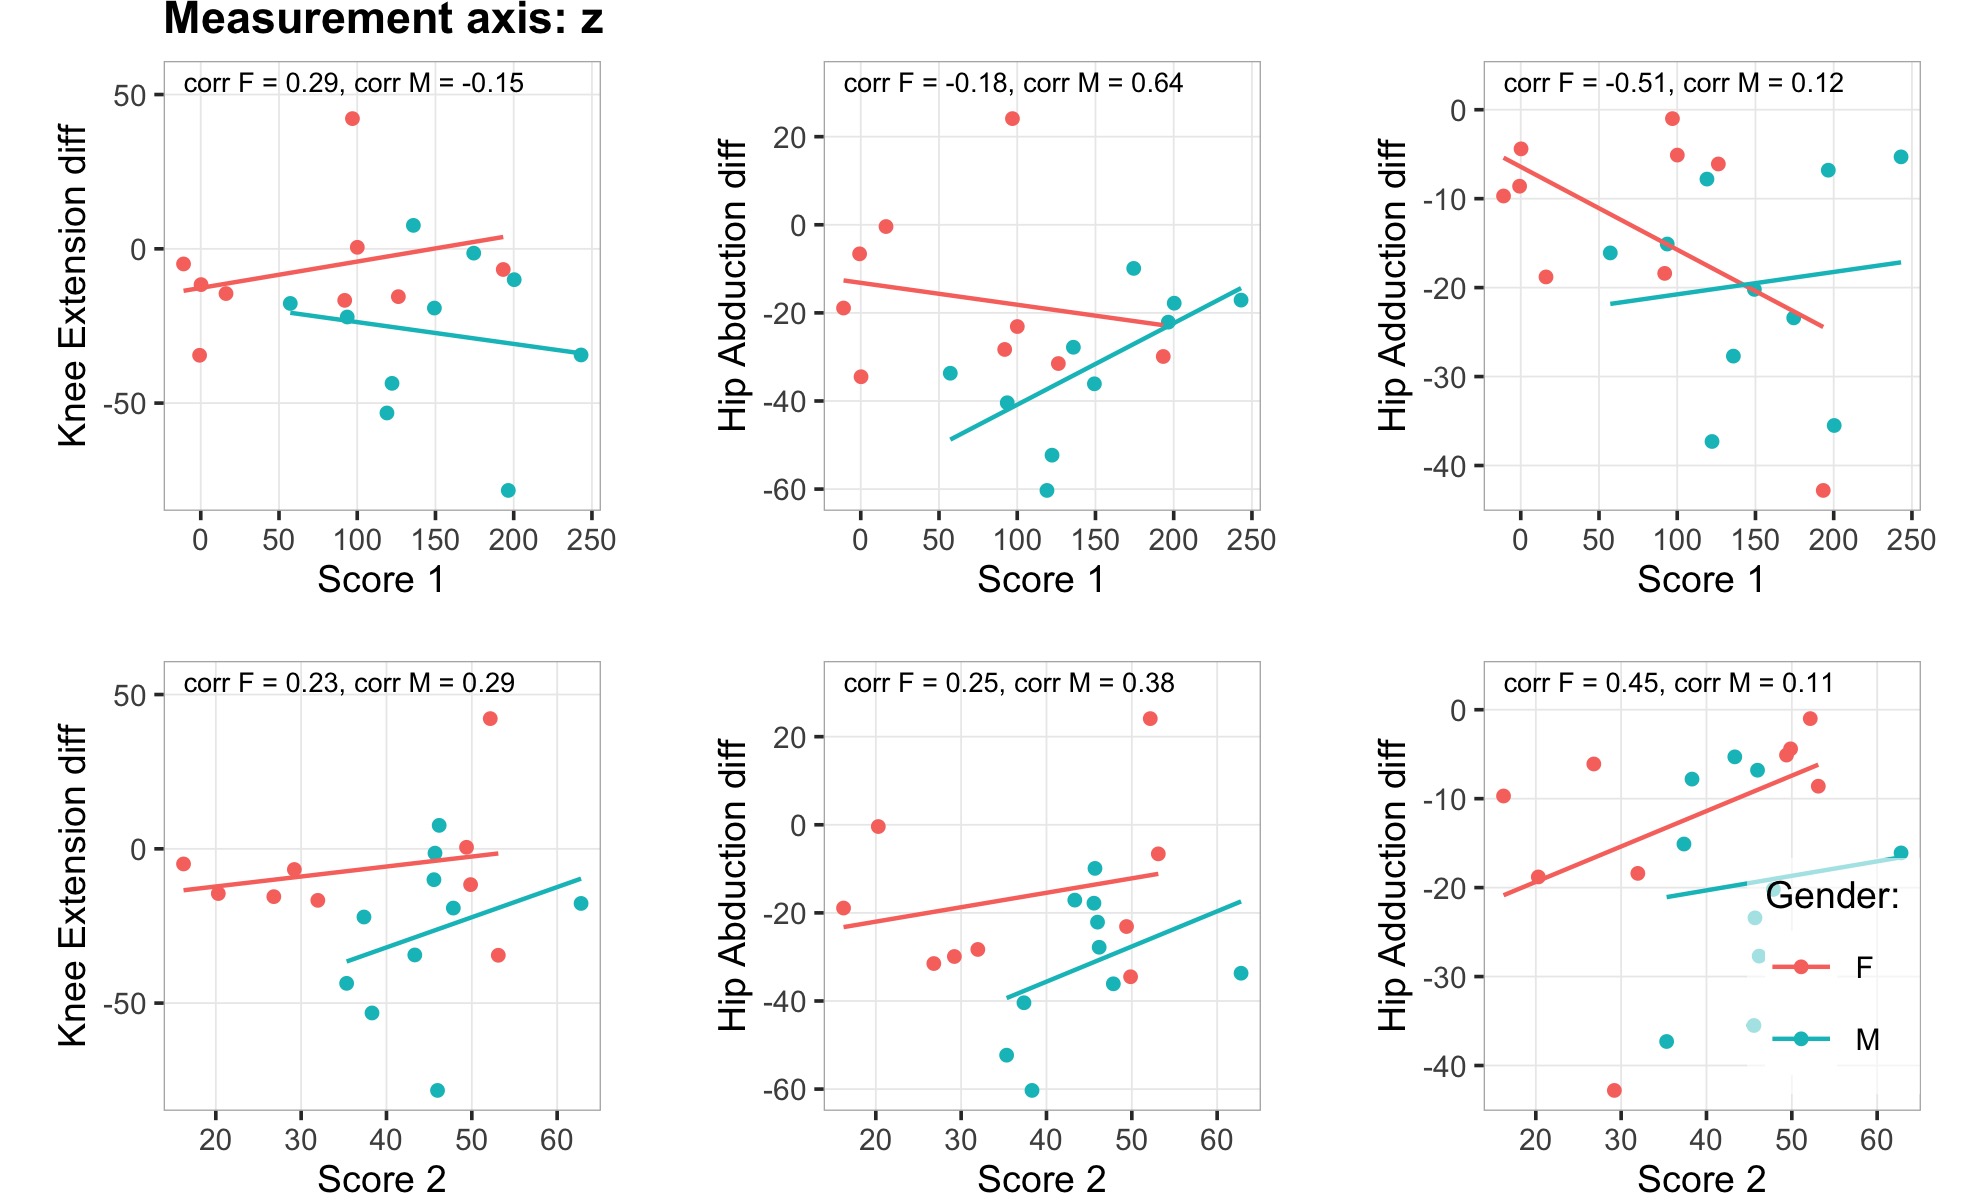 Measurement axis: z
corr F = 0.29, corr M = -0.15
50
0
-50
Knee Extension diff
0 50 100 150 200 250
Score 1
corr F = -0.18, corr M = 0.64
20
0
-20
-40
-60
Hip Abduction diff
0 50 100 150 200 250
Score 1
corr F = -0.51, corr M = 0.12
0
-10
-20
-30
-40
Hip Adduction diff
0 50 100 150 200 250
Score 1
corr F = 0.23, corr M = 0.29
50
0
-50
Knee Extension diff
20 30 40 50 60
Score 2
corr F = 0.25, corr M = 0.38
20
0
-20
-40
-60
Hip Abduction diff
20 30 40 50 60
Score 2
corr F = 0.45, corr M = 0.11
0
-10
-20
-30
-40
Hip Adduction diff
20 30 40 50 60
Score 2
Gender:
F
M